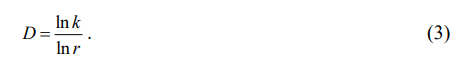 D = ln k / ln r . (3)